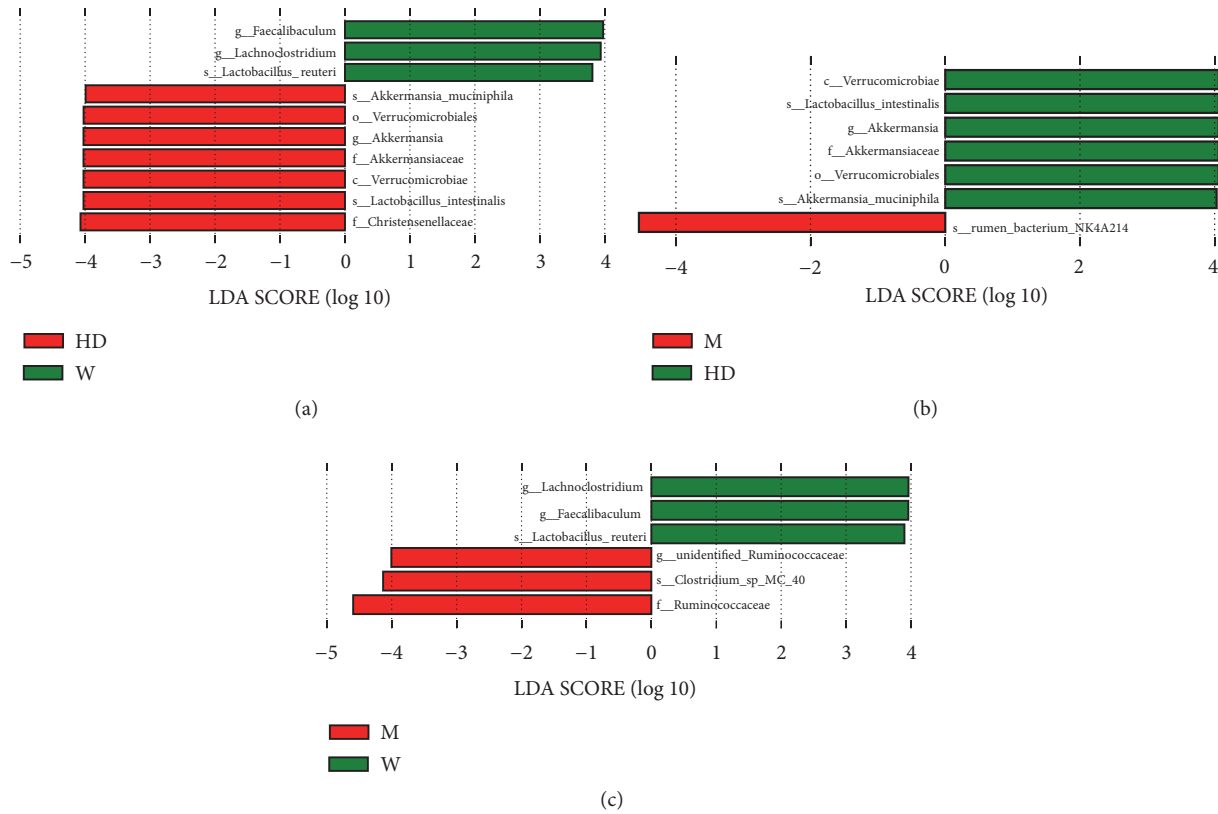 g__Faecalibaculum
g__Lachnoclostridium
s__Lactobacillus_reuteri
s__Akkermansia_muciniphila
o__Verrucomicrobiales
g__Akkermansia
f__Akkermansiaceae
c__Verrucomicrobiae
s__Lactobacillus_intestinalis
f__Christensenellaceae
−5 −4 −3 −2 −1 0 1 2 3 4 5
LDA SCORE (log 10)
HD
W
(a)
c__Verrucomicrobiae
s__Lactobacillus_intestinalis
g__Akkermansia
f__Akkermansiaceae
o__Verrucomicrobiales
s__Akkermansia_muciniphila
s__rumen_bacterium_NK4A214
−4 −2 0 2 4
LDA SCORE (log 10)
M
HD
(b)
g__Lachnoclostridium
g__Faecalibaculum
s__Lactobacillus_reuteri
g__unidentified_Ruminococcaceae
s__Clostridium_sp_MC_40
f__Ruminococcaceae
−5 −4 −3 −2 −1 0 1 2 3 4
LDA SCORE (log 10)
M
W
(c)